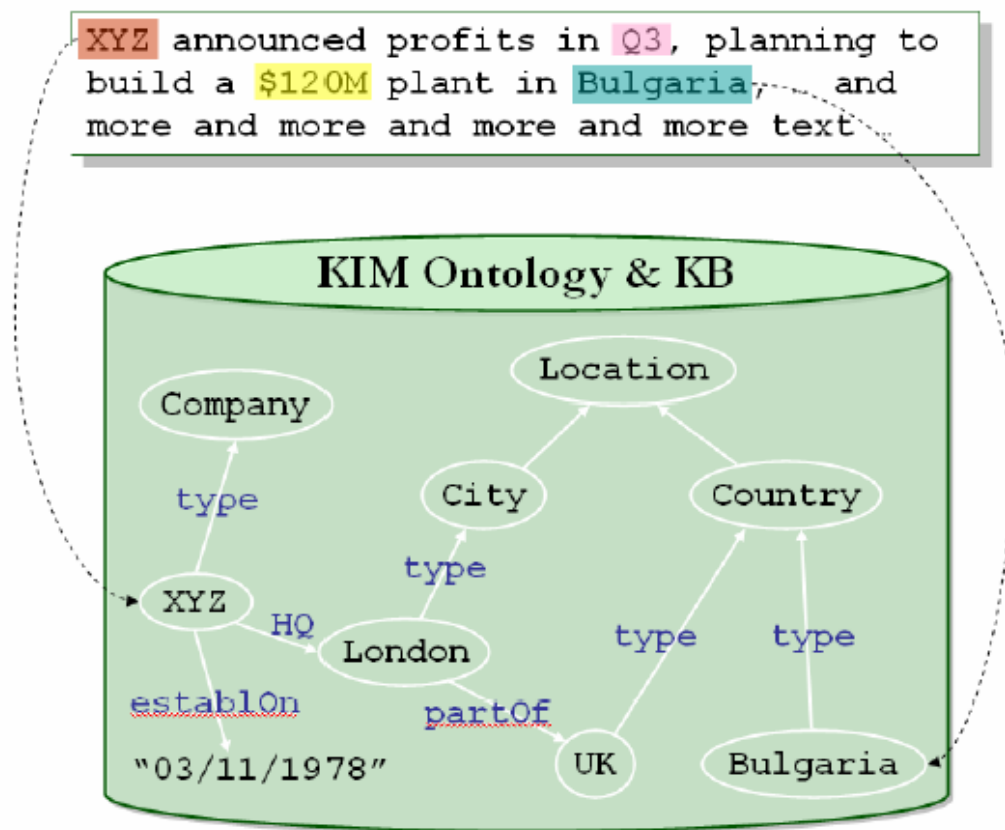 XYZ announced profits in Q3, planning to
build a $120M plant in Bulgaria, . and
more and more and more and more text …
KIM Ontology & KB
Location
Company
City
Country
type
type
XYZ
HQ
type
type
London
establOn
partOf
“03/11/1978”
UK
Bulgaria